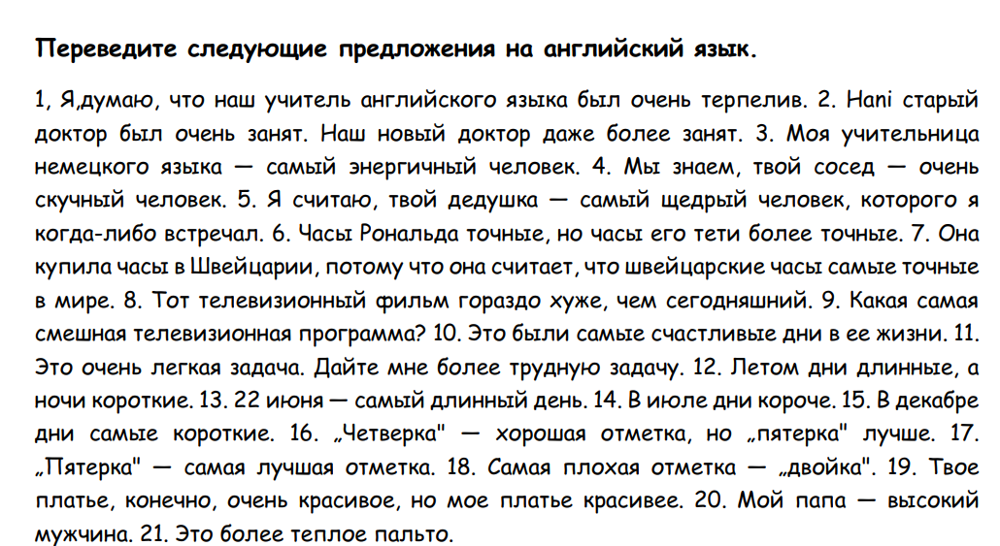 Переведите следующие предложения на английский язык.
1, Я,думаю, что наш учитель английского языка был очень терпелив. 2. Hani старый
доктор был очень занят. Наш новый доктор даже более занят. 3. Моя учительница
немецкого языка — самый энергичный человек. 4. Мы знаем, твой сосед — очень
скучный человек. 5. Я считаю, твой дедушка — самый щедрый человек, которого я
когда-либо встречал. 6. Часы Рональда точные, но часы его тети более точные. 7. Она
купила часы в Швейцарии, потому что она считает, что швейцарские часы самые точные
в мире. 8. Тот телевизионный фильм гораздо хуже, чем сегодняшний. 9. Какая самая
смешная телевизионная программа? 10. Это были самые счастливые дни в ее жизни. 11.
Это очень легкая задача. Дайте мне более трудную задачу. 12. Летом дни длинные, а
ночи короткие. 13. 22 июня — самый длинный день. 14. В июле дни короче. 15. В декабре
дни самые короткие. 16. „Четверка" — хорошая отметка, но „пятерка" лучше. 17.
„Пятерка" — самая лучшая отметка. 18. Самая плохая отметка — „двойка". 19. Твое
платье, конечно, очень красивое, но мое платье красивее. 20. Мой папа — высокий
мужчина. 21. Это более теплое пальто.